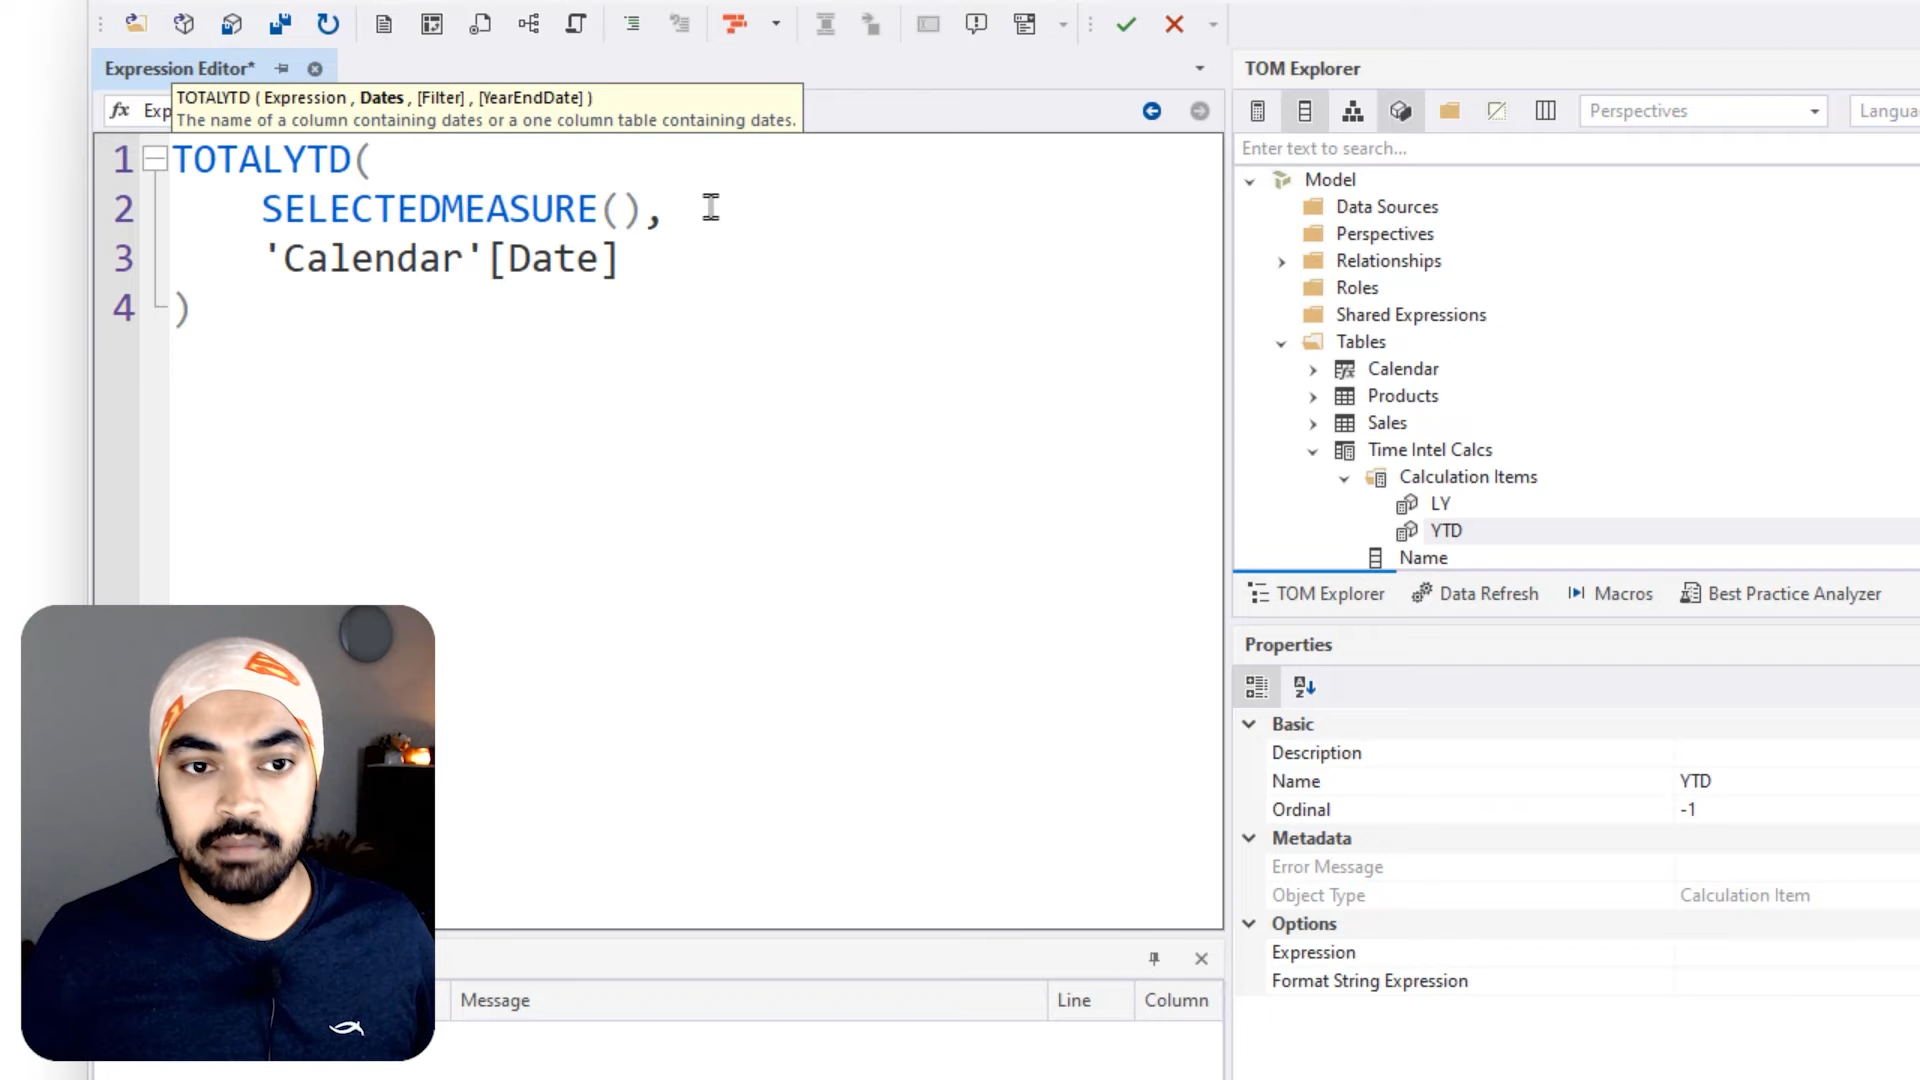 Expression Editor*
TOM Explorer
fx Exp
TOTALYTD ( Expression , Dates , [Filter] , [YearEndDate] )
The name of a column containing dates or a one column table containing dates.
Perspectives
Langua
Enter text to search...
1 TOTALYTD(
2 SELECTEDMEASURE(),
3 'Calendar'[Date]
4 )
Model
Data Sources
Perspectives
Relationships
Roles
Shared Expressions
Tables
Calendar
Products
Sales
Time Intel Calcs
Calculation Items
LY
YTD
Name
TOM Explorer Data Refresh Macros Best Practice Analyzer
Properties
Basic
Description
Name YTD
Ordinal -1
Metadata
Error Message
Object Type Calculation Item
Options
Expression
Format String Expression
Message Line Column